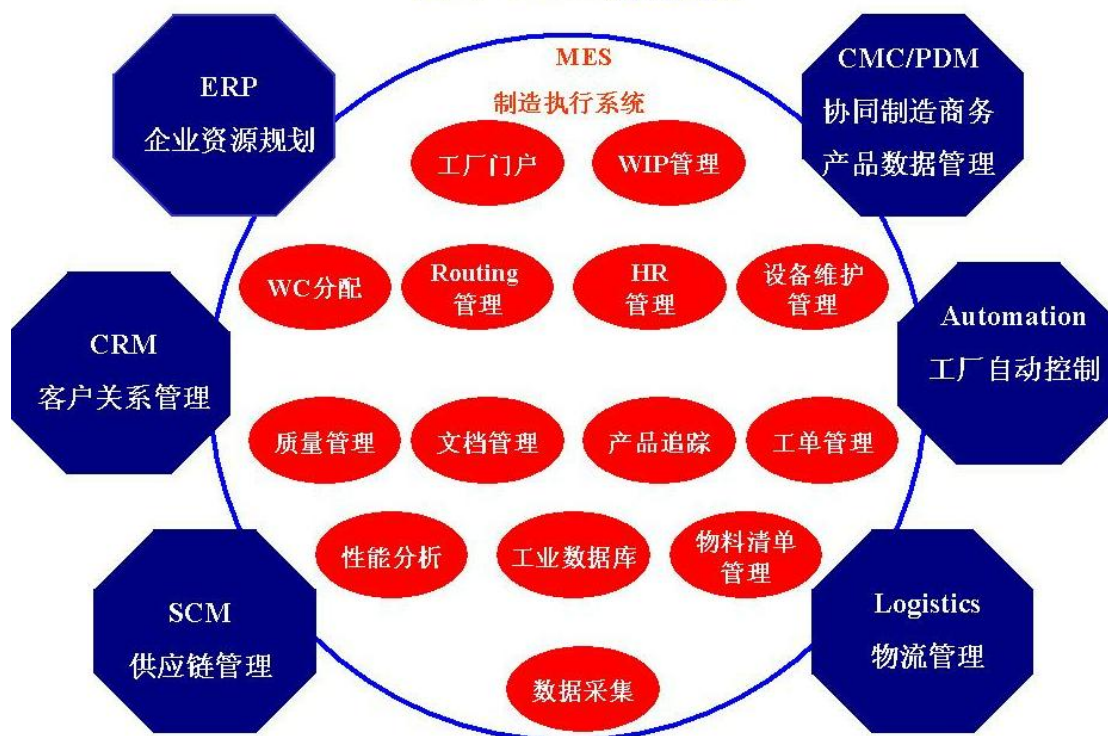 MES
制造执行系统
ERP
企业资源规划
CMC/PDM
协同制造商务
产品数据管理
工厂门户
WIP管理
WC分配
Routing
管理
HR
管理
设备维护
管理
CRM
客户关系管理
Automation
工厂自动控制
质量管理
文档管理
产品追踪
工单管理
性能分析
工业数据库
物料清单
管理
SCM
供应链管理
Logistics
物流管理
数据采集